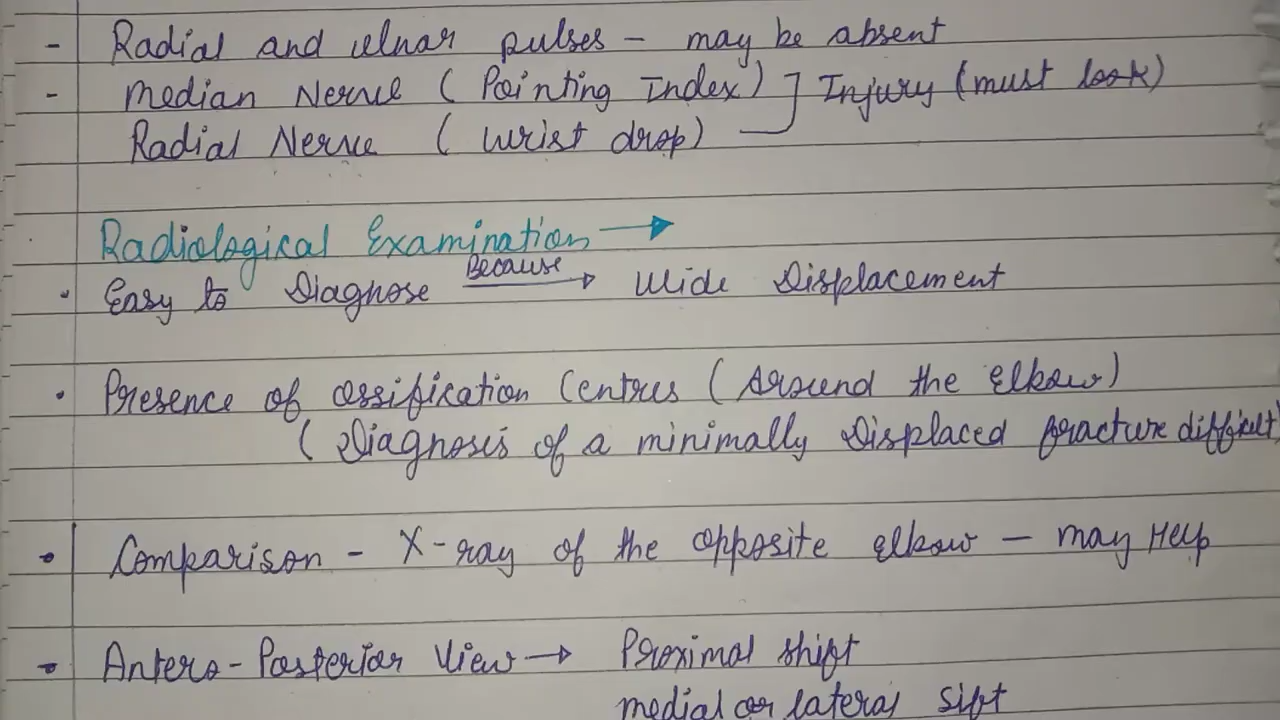 - Radial and ulnar pulses - may be absent
- Median Nerve ( Pointing Index) ] Injury (must look)
Radial Nerve ( wrist drop)
Radiological Examination →
• Easy to Diagnose Because → Wide Displacement
• Presence of ossification Centres ( Around the Elbow)
( Diagnosis of a minimally Displaced fracture difficult)
• Comparison - X-ray of the opposite elbow - may Help
• Antero-Posterior View → Proximal shift
medial or lateral sift